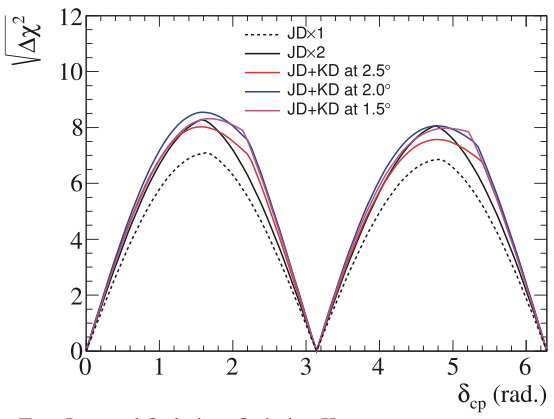 √Δχ²
12
10
8
6
4
2
0
JD×1
JD×2
JD+KD at 2.5°
JD+KD at 2.0°
JD+KD at 1.5°
0 1 2 3 4 5 6
δcp (rad.)